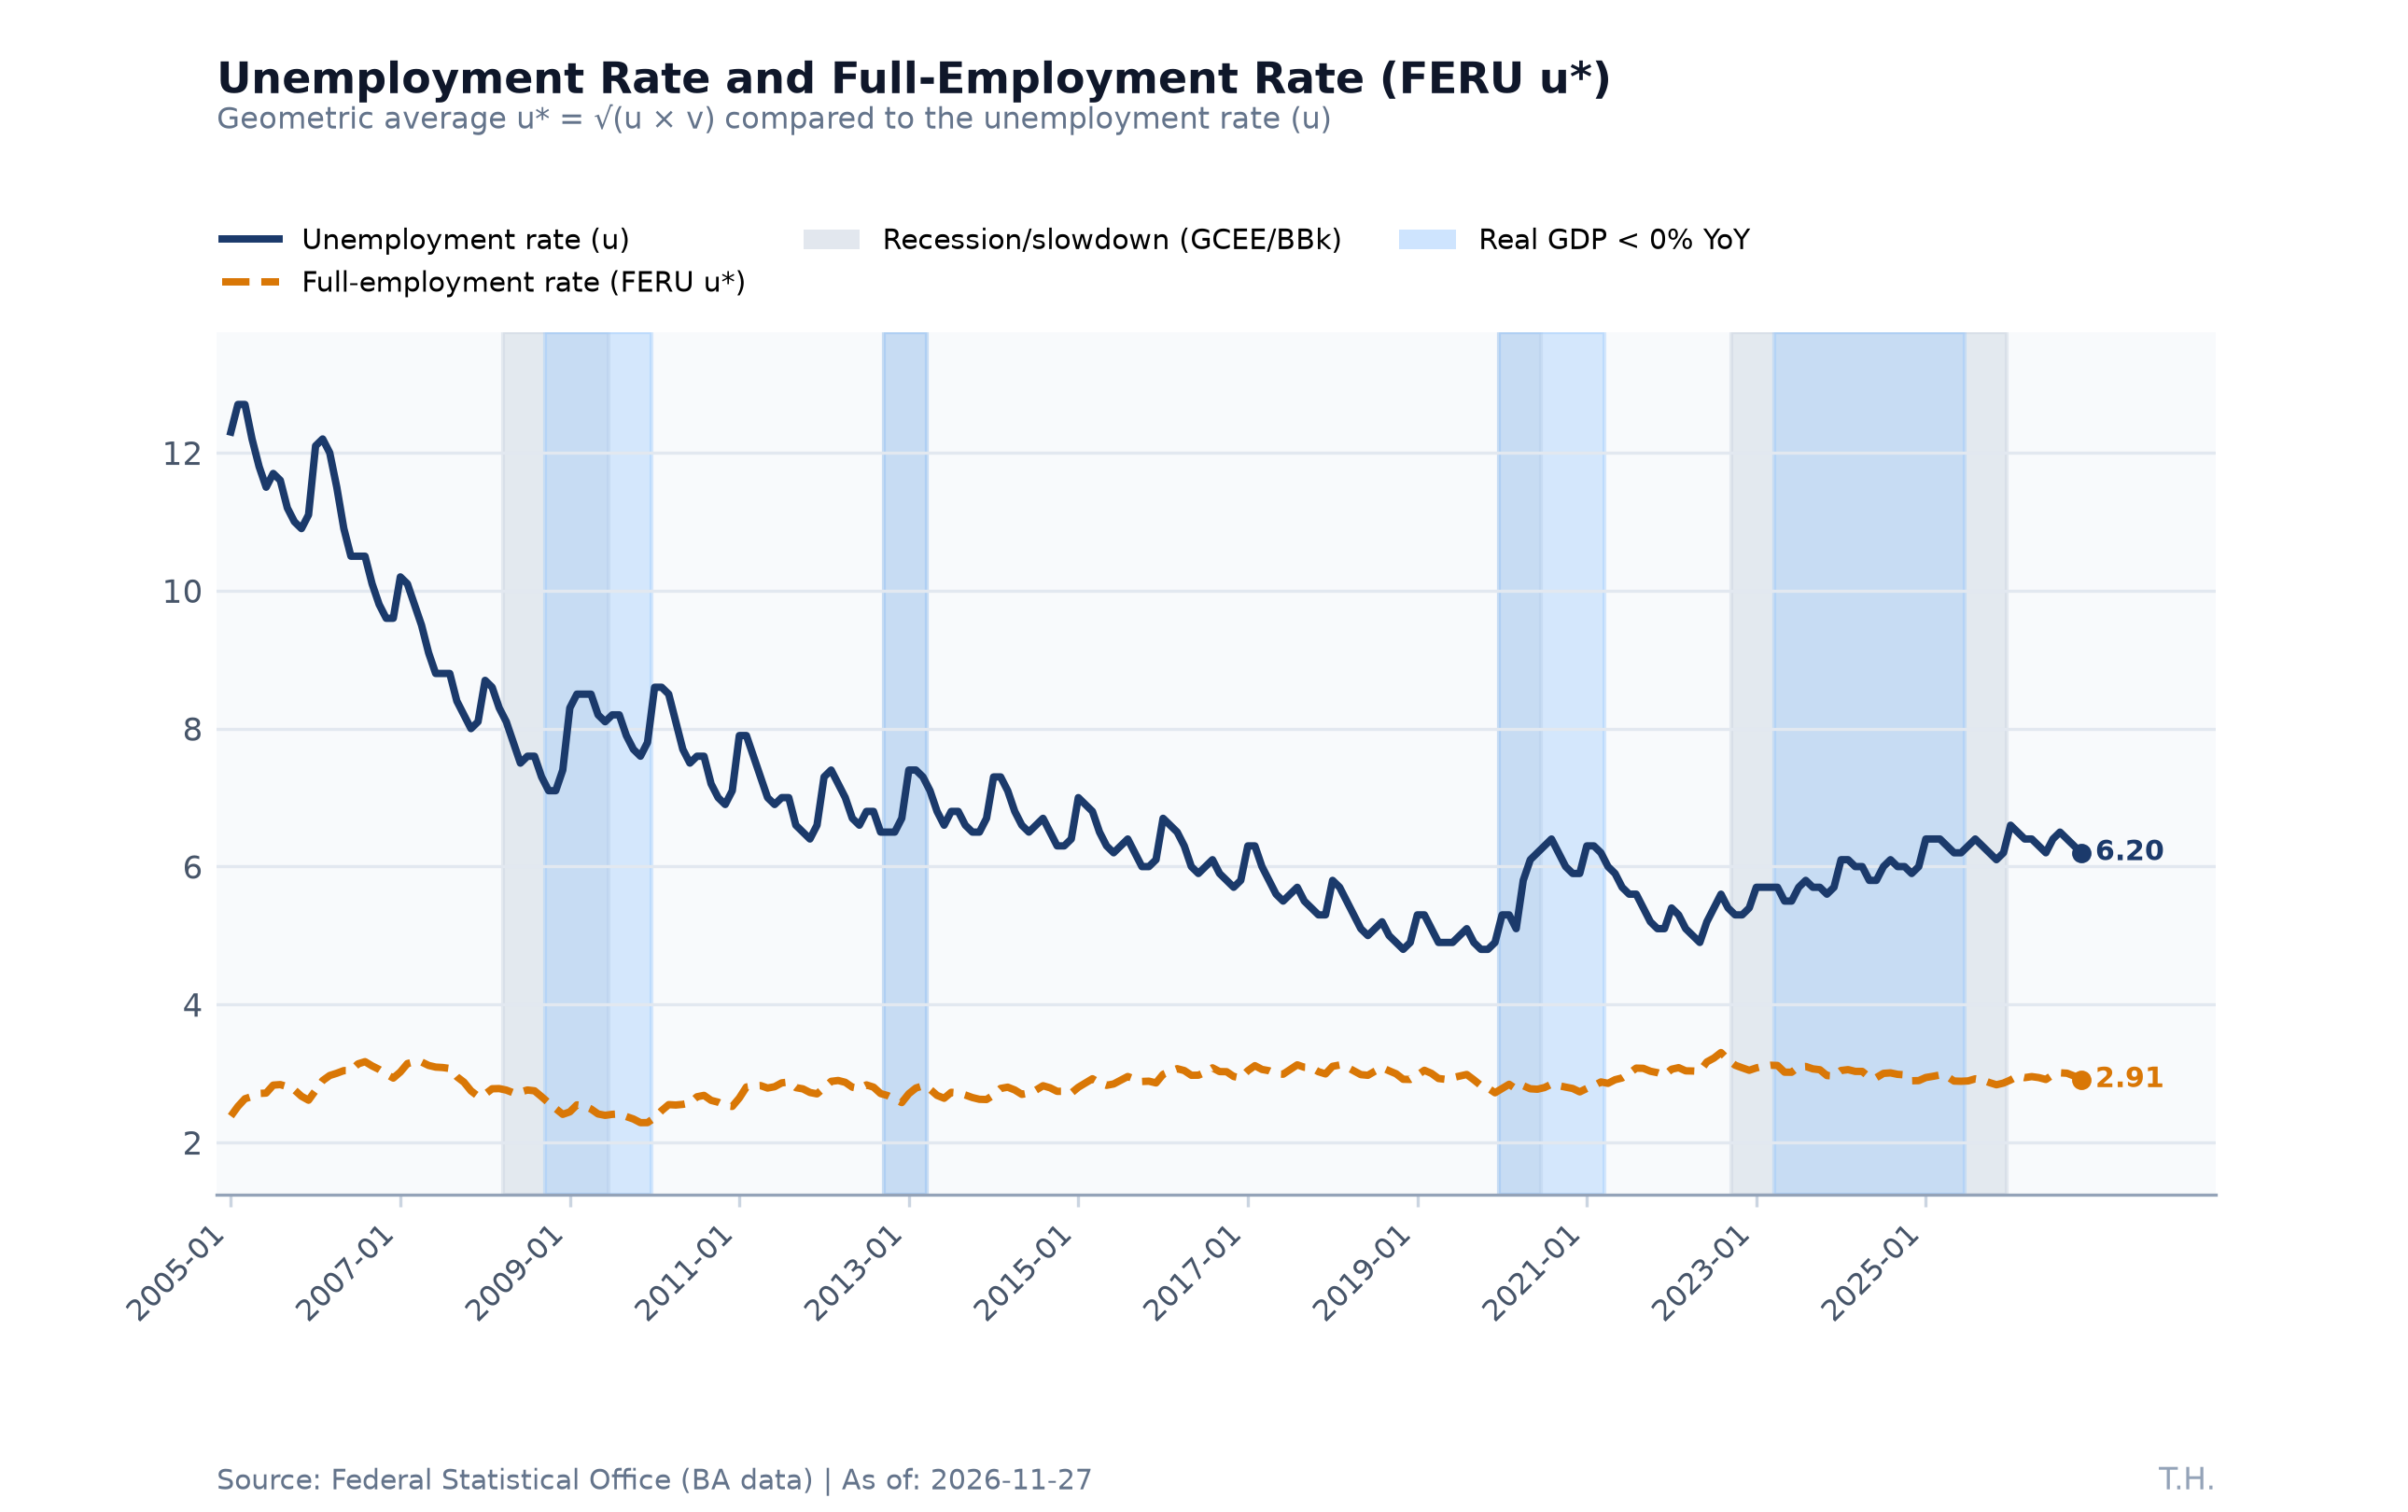 Unemployment Rate and Full-Employment Rate (FERU u*)
Geometric average u* = √(u × v) compared to the unemployment rate (u)
Unemployment rate (u)
Full-employment rate (FERU u*)
Recession/slowdown (GCEE/BBk)
Real GDP < 0% YoY
12
10
8
6
4
2
6.20
2.91
2005-01
2007-01
2009-01
2011-01
2013-01
2015-01
2017-01
2019-01
2021-01
2023-01
2025-01
Source: Federal Statistical Office (BA data) | As of: 2026-11-27
T.H.